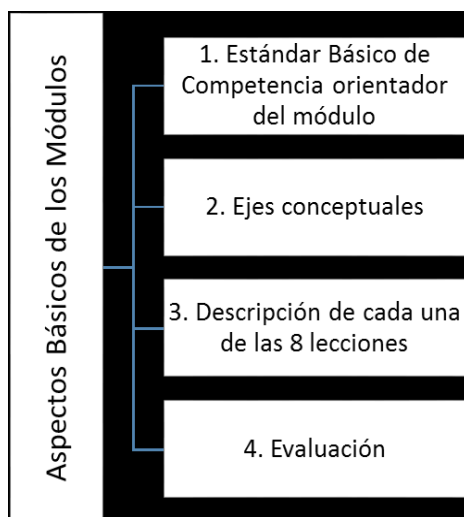 Aspectos Básicos de los Módulos
1. Estándar Básico de
Competencia orientador
del módulo
2. Ejes conceptuales
3. Descripción de cada una
de las 8 lecciones
4. Evaluación